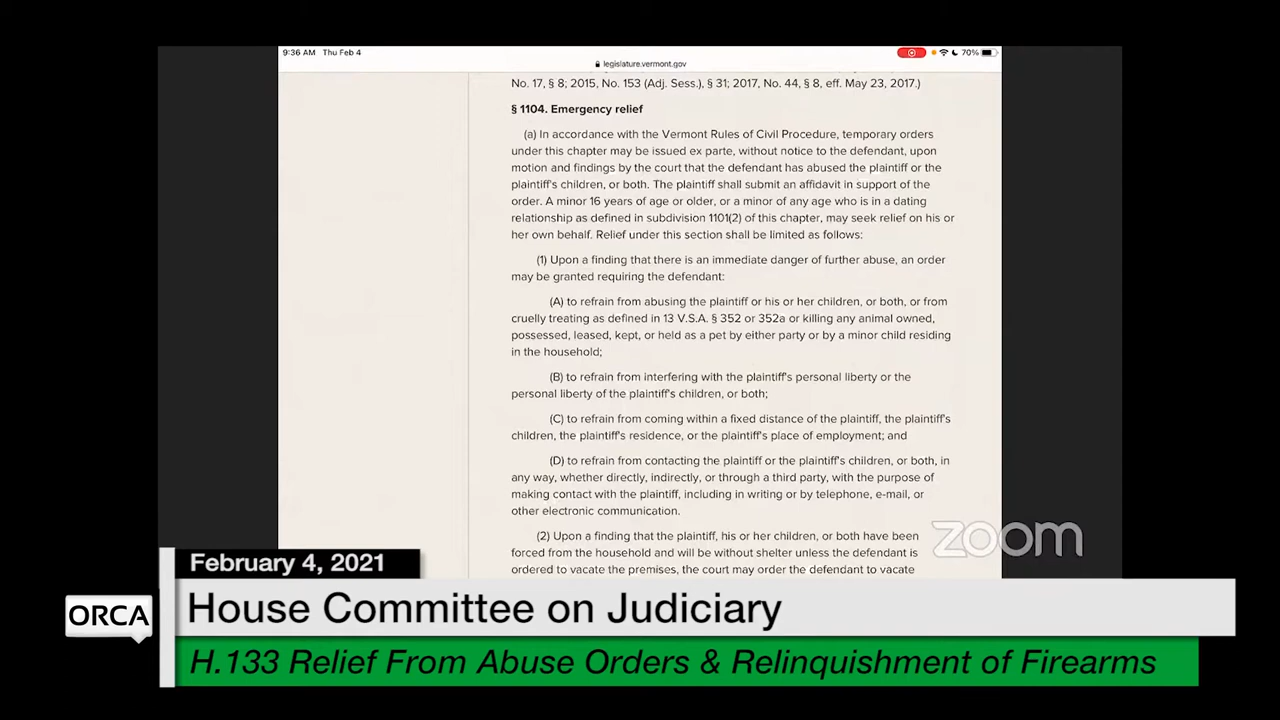 9:36 AM Thu Feb 4
70%
legislature.vermont.gov
No. 17, § 8; 2015, No. 153 (Adj. Sess.), § 31; 2017, No. 44, § 8, eff. May 23, 2017.)
§ 1104. Emergency relief
(a) In accordance with the Vermont Rules of Civil Procedure, temporary orders
under this chapter may be issued ex parte, without notice to the defendant, upon
motion and findings by the court that the defendant has abused the plaintiff or the
plaintiff's children, or both. The plaintiff shall submit an affidavit in support of the
order. A minor 16 years of age or older, or a minor of any age who is in a dating
relationship as defined in subdivision 1101(2) of this chapter, may seek relief on his or
her own behalf. Relief under this section shall be limited as follows:
(1) Upon a finding that there is an immediate danger of further abuse, an order
may be granted requiring the defendant:
(A) to refrain from abusing the plaintiff or his or her children, or both, or from
cruelly treating as defined in 13 V.S.A. § 352 or 352a or killing any animal owned,
possessed, leased, kept, or held as a pet by either party or by a minor child residing
in the household;
(B) to refrain from interfering with the plaintiff's personal liberty or the
personal liberty of the plaintiff's children, or both;
(C) to refrain from coming within a fixed distance of the plaintiff, the plaintiff's
children, the plaintiff's residence, or the plaintiff's place of employment; and
(D) to refrain from contacting the plaintiff or the plaintiff's children, or both, in
any way, whether directly, indirectly, or through a third party, with the purpose of
making contact with the plaintiff, including in writing or by telephone, e-mail, or
other electronic communication.
(2) Upon a finding that the plaintiff, his or her children, or both have been
forced from the household and will be without shelter unless the defendant is
ordered to vacate the premises, the court may order the defendant to vacate
zoom
February 4, 2021
ORCA
House Committee on Judiciary
H.133 Relief From Abuse Orders & Relinquishment of Firearms